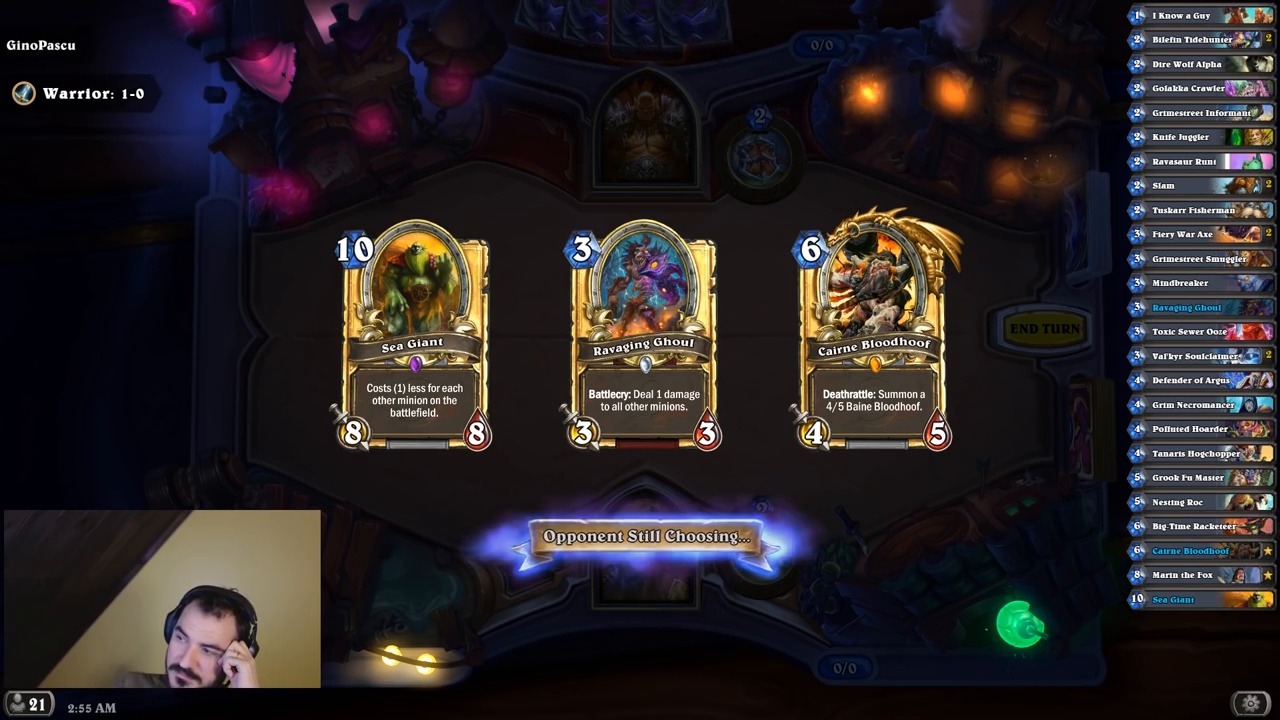 GinoPascu
Warrior: 1-0
0/0
2
10
Sea Giant
Costs (1) less for each
other minion on the
battlefield.
8
8
3
Ravaging Ghoul
Battlecry: Deal 1 damage
to all other minions.
3
3
6
Cairne Bloodhoof
Deathrattle: Summon a
4/5 Baine Bloodhoof.
4
5
END TURN
Opponent Still Choosing...
0/0
21
2:55 AM
1 I Know a Guy
2 Bilefin Tidehunter 2
2 Dire Wolf Alpha
2 Golakka Crawler
2 Grimestreet Informant
2 Knife Juggler
2 Ravasaur Runt
2 Slam 2
2 Tuskarr Fisherman
3 Fiery War Axe 2
3 Grimestreet Smuggler
3 Mindbreaker
3 Ravaging Ghoul
3 Toxic Sewer Ooze
3 Val'kyr Soulclaimer 2
4 Defender of Argus
4 Grim Necromancer
4 Polluted Hoarder
4 Tanaris Hogchopper
5 Grook Fu Master
5 Nesting Roc
6 Big-Time Racketeer
6 Cairne Bloodhoof
8 Marin the Fox
10 Sea Giant